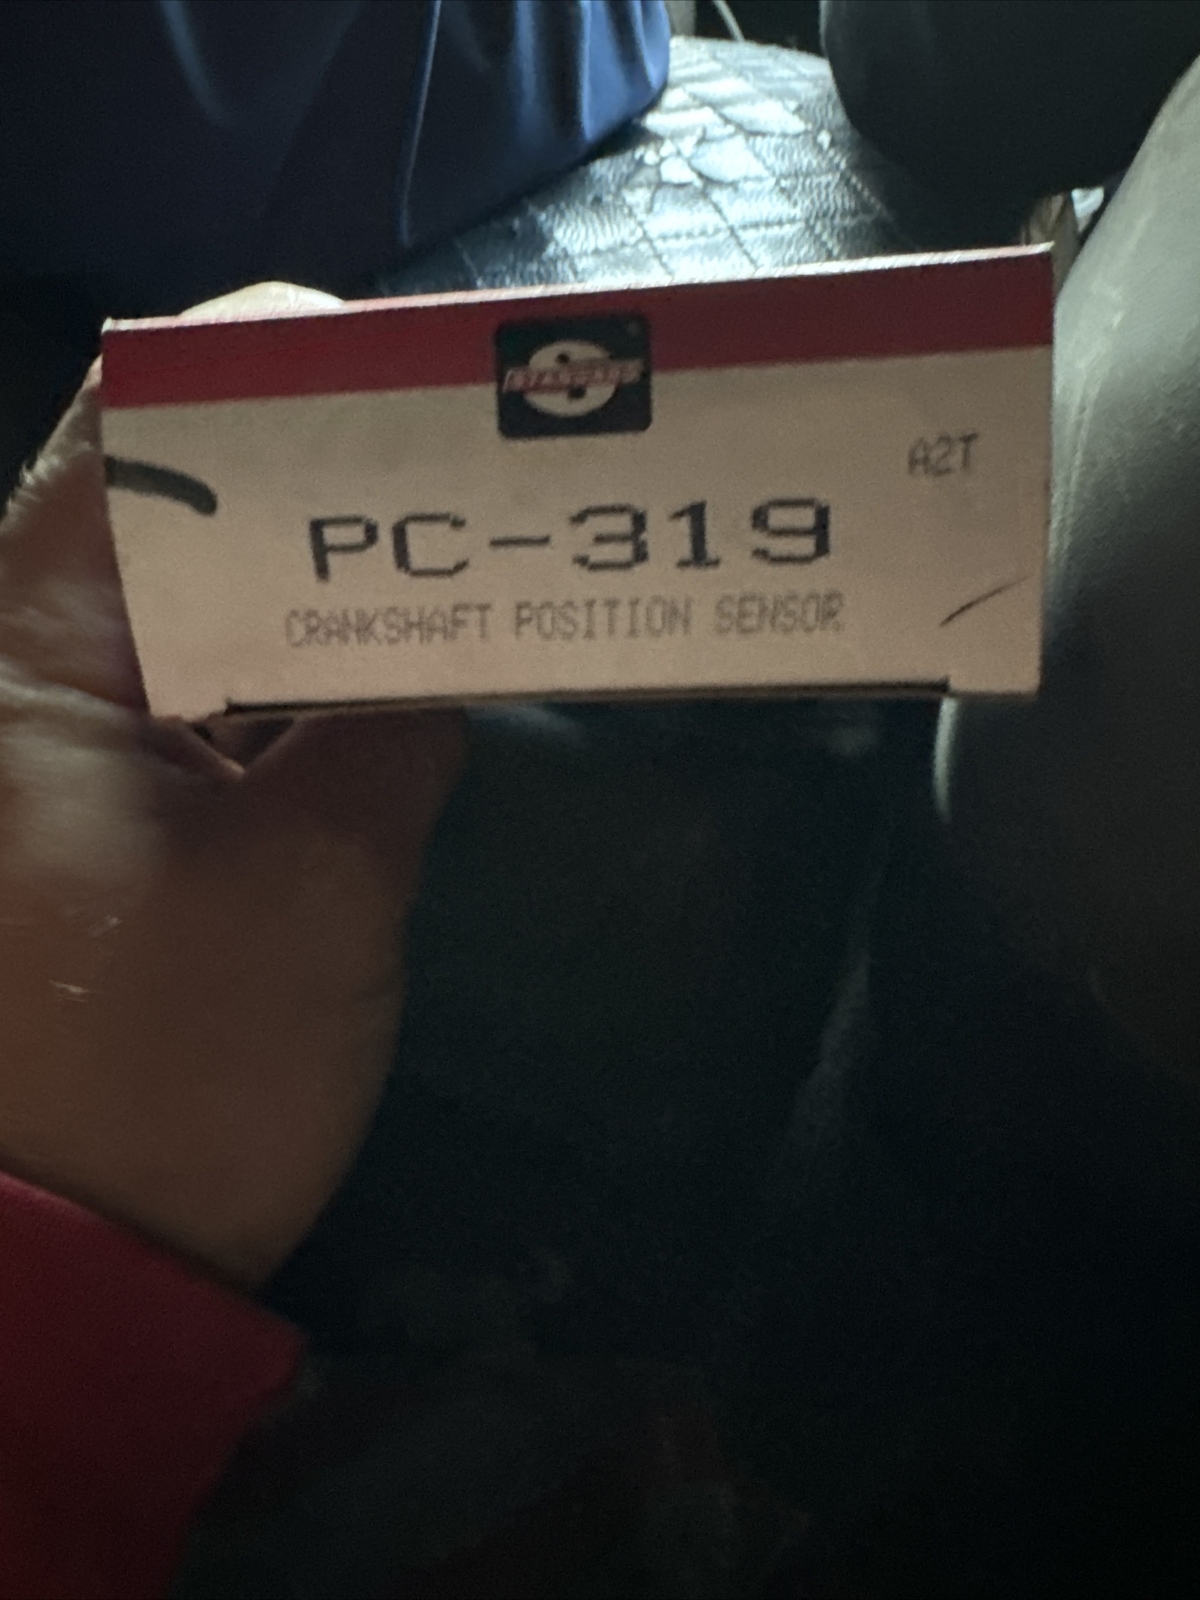 A2T
PC-319
CRANKSHAFT POSITION SENSOR